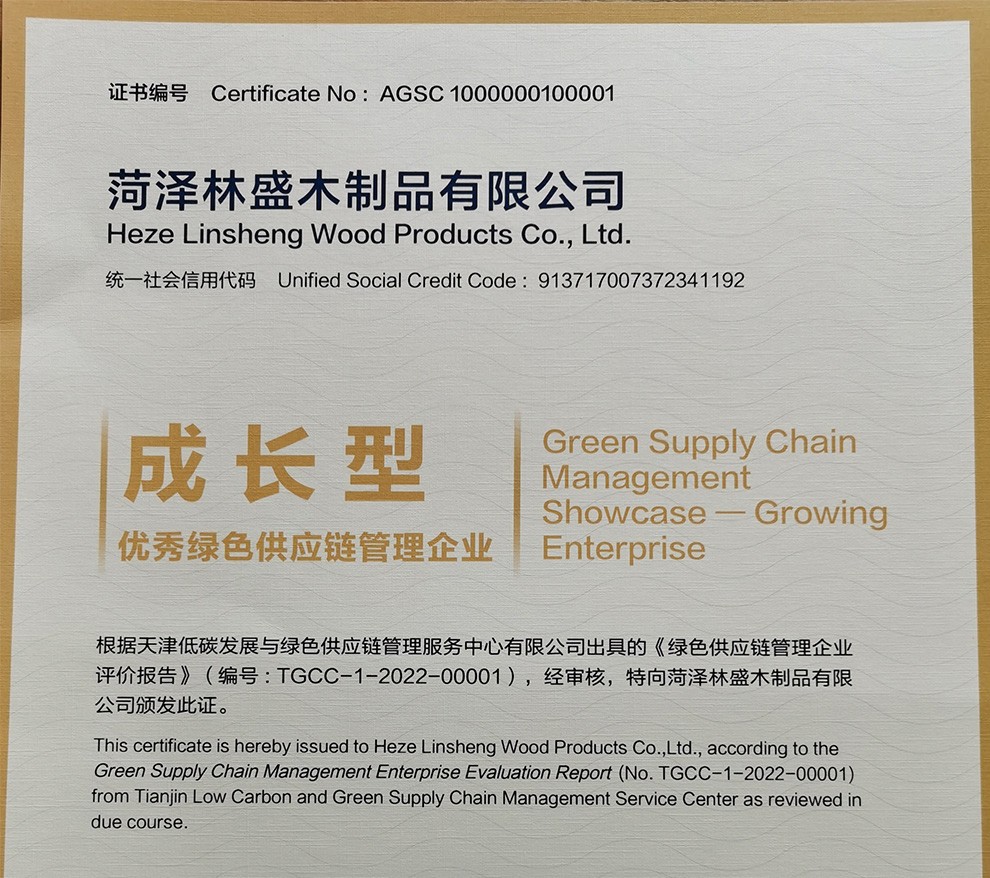 证书编号 Certificate No : AGSC 1000000100001
菏泽林盛木制品有限公司
Heze Linsheng Wood Products Co., Ltd.
统一社会信用代码 Unified Social Credit Code : 913717007372341192
成长型
优秀绿色供应链管理企业
Green Supply Chain
Management
Showcase — Growing
Enterprise
根据天津低碳发展与绿色供应链管理服务中心有限公司出具的《绿色供应链管理企业
评价报告》（编号：TGCC-1-2022-00001），经审核，特向菏泽林盛木制品有限
公司颁发此证。
This certificate is hereby issued to Heze Linsheng Wood Products Co.,Ltd., according to the
Green Supply Chain Management Enterprise Evaluation Report (No. TGCC-1-2022-00001)
from Tianjin Low Carbon and Green Supply Chain Management Service Center as reviewed in
due course.